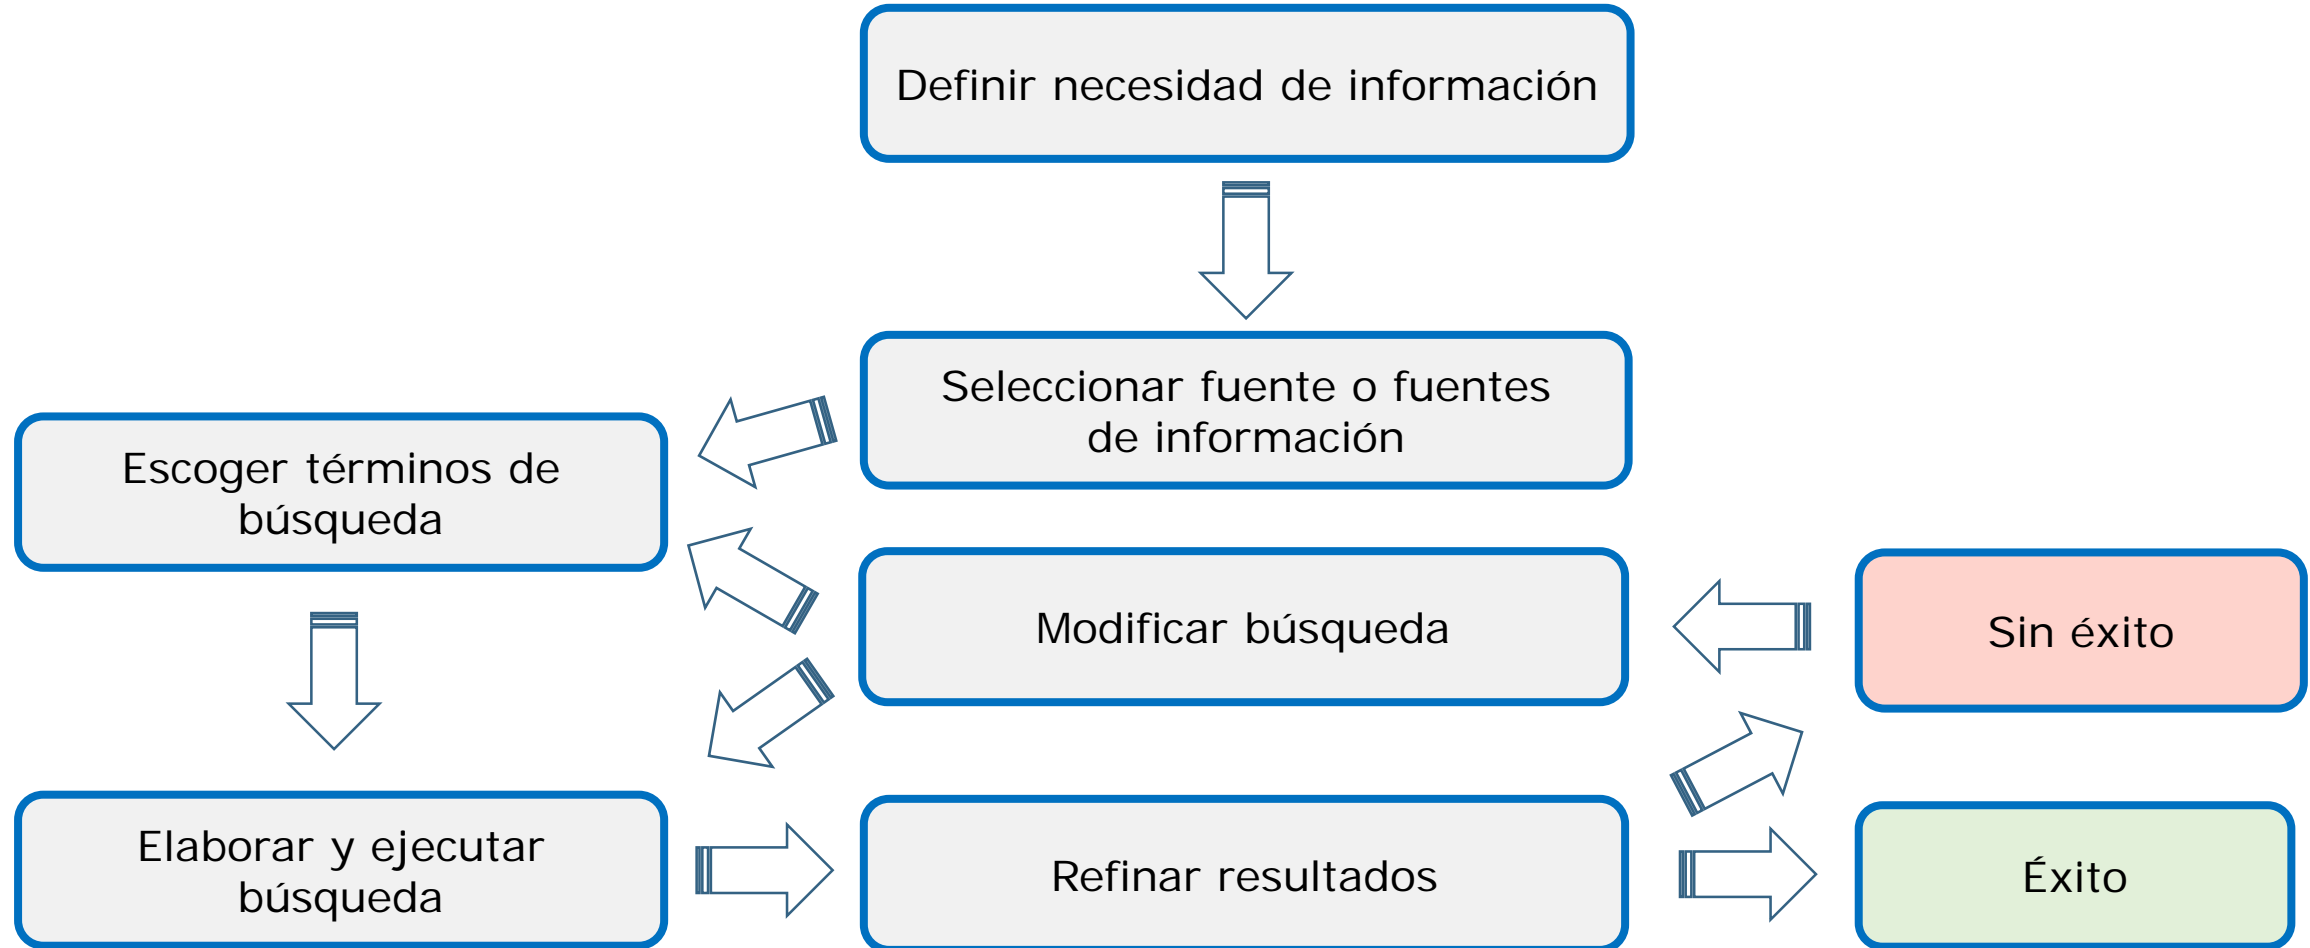 Definir necesidad de información
Seleccionar fuente o fuentes
de información
Escoger términos de
búsqueda
Modificar búsqueda
Sin éxito
Elaborar y ejecutar
búsqueda
Refinar resultados
Éxito